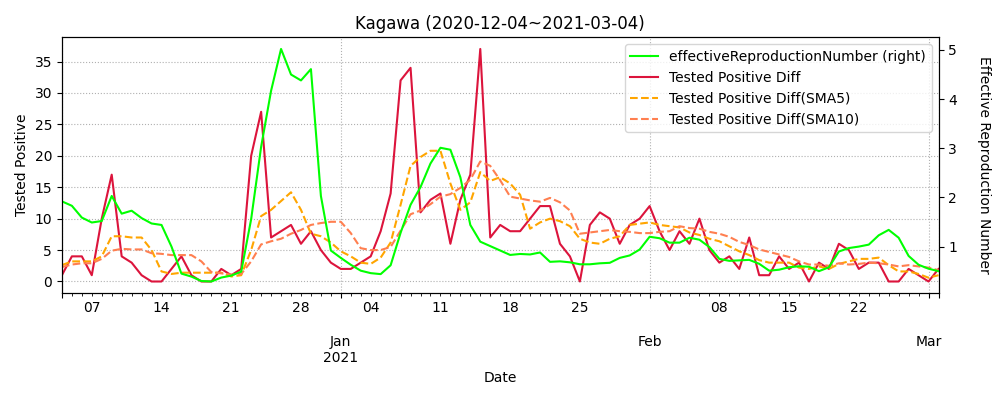 Kagawa (2020-12-04~2021-03-04)
effectiveReproductionNumber (right)
Tested Positive Diff
Tested Positive Diff(SMA5)
Tested Positive Diff(SMA10)
Tested Positive
35
30
25
20
15
10
5
0
5
4
3
2
1
Effective Reproduction Number
07 14 21 28 04 11 18 25 08 15 22
Jan Feb Mar
2021
Date